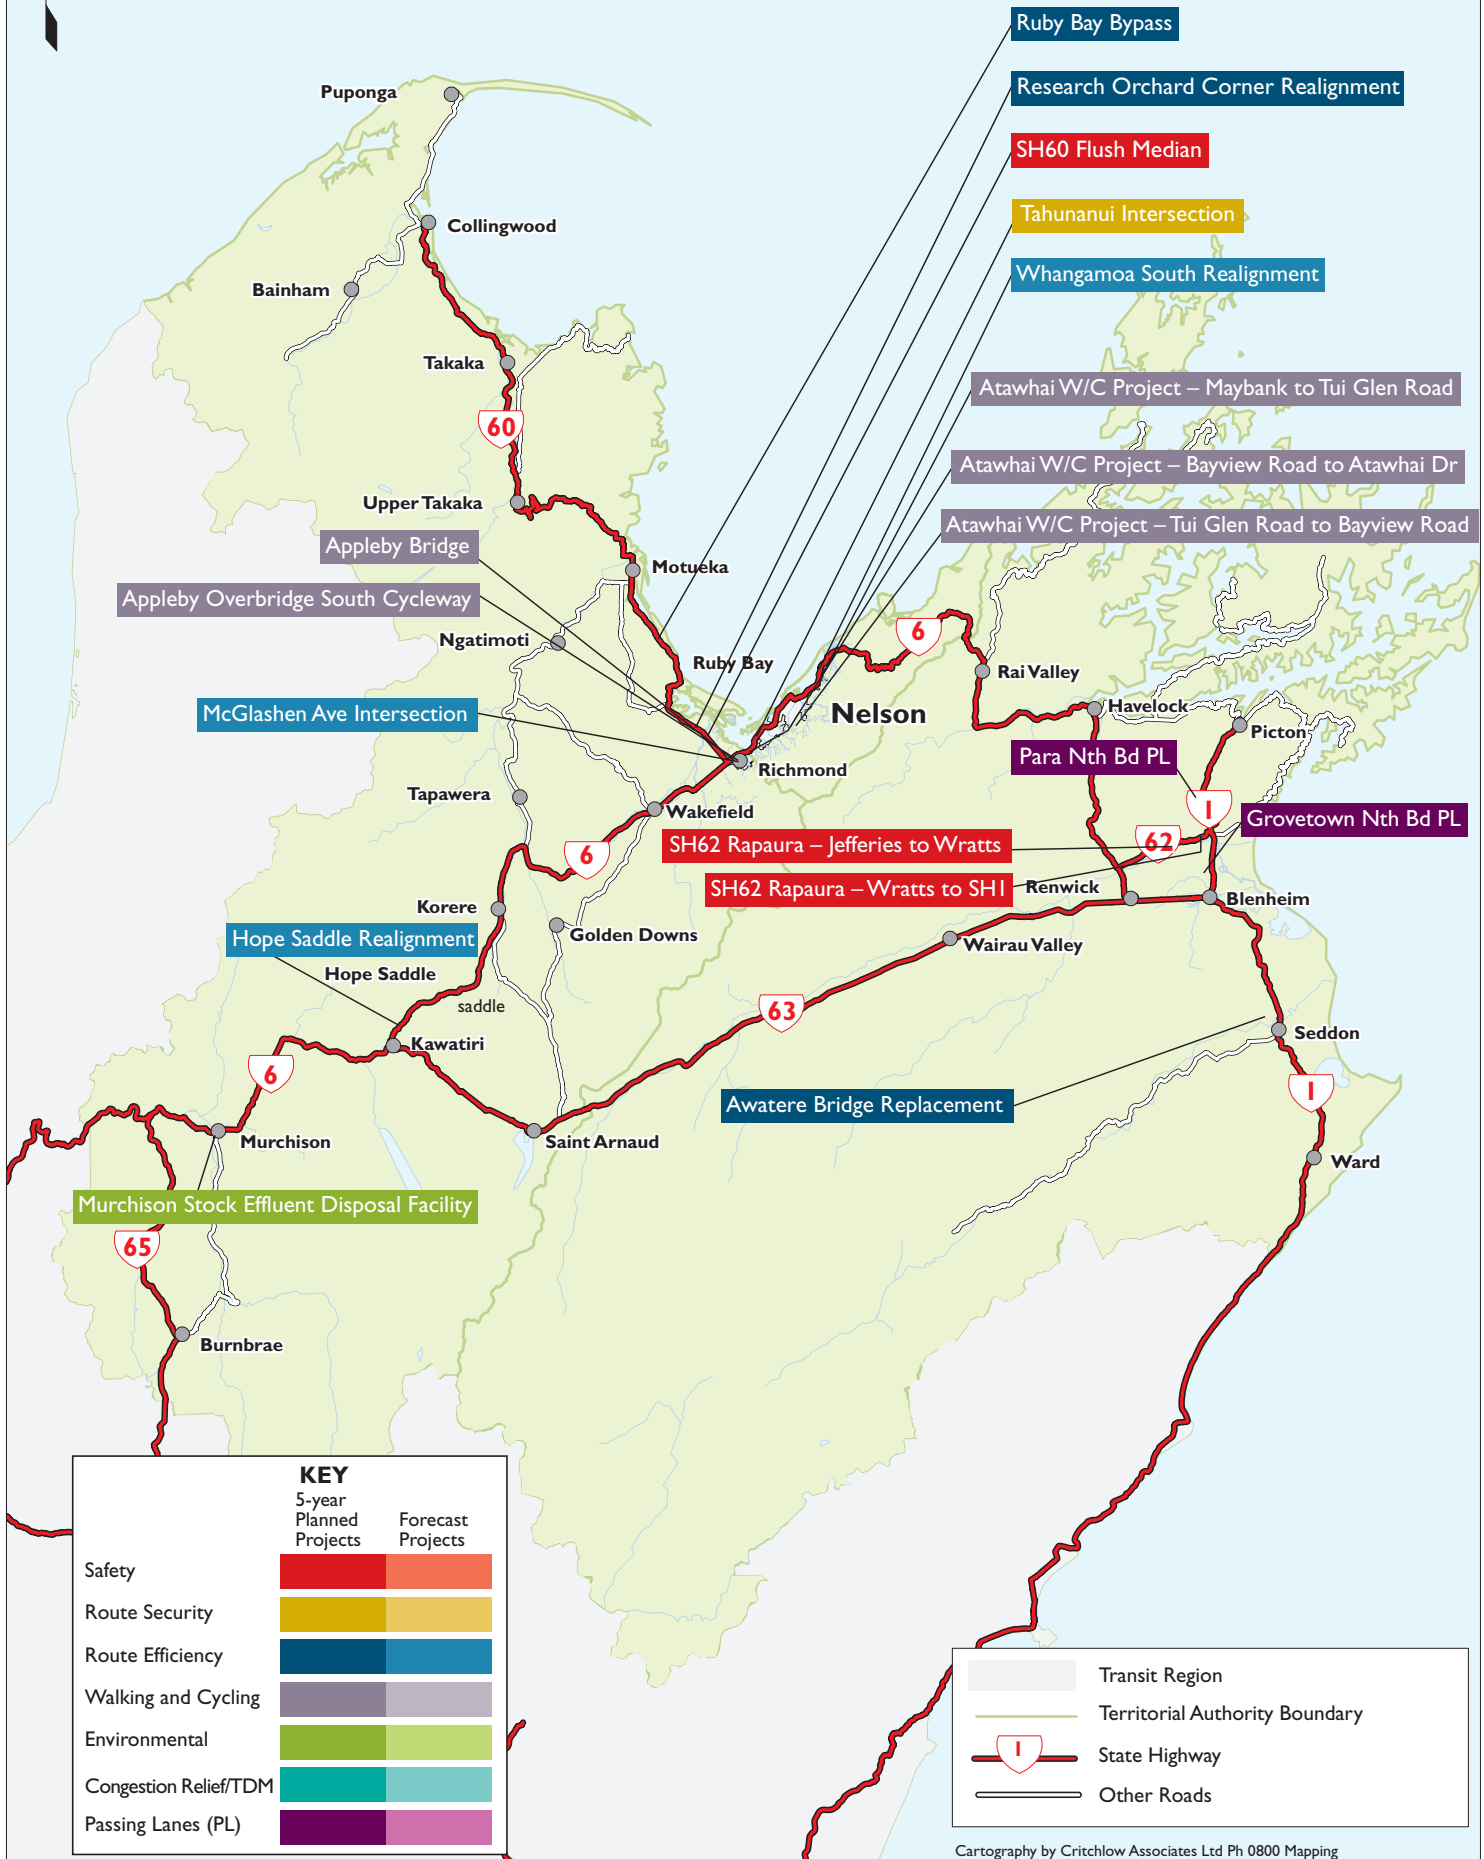 Ruby Bay Bypass
Research Orchard Corner Realignment
SH60 Flush Median
Tahunanui Intersection
Whangamoa South Realignment
Atawhai W/C Project – Maybank to Tui Glen Road
Atawhai W/C Project – Bayview Road to Atawhai Dr
Atawhai W/C Project – Tui Glen Road to Bayview Road
Puponga
Collingwood
Bainham
Takaka
60
Upper Takaka
Appleby Bridge
Motueka
Appleby Overbridge South Cycleway
Ngatimoti
6
Ruby Bay
Rai Valley
McGlashen Ave Intersection
Nelson
Havelock
Picton
Para Nth Bd PL
Richmond
Tapawera
Wakefield
1
Grovetown Nth Bd PL
SH62 Rapaura – Jefferies to Wratts
62
6
SH62 Rapaura – Wratts to SH1
Renwick
Blenheim
Korere
Golden Downs
Hope Saddle Realignment
Wairau Valley
Hope Saddle
saddle
63
Seddon
Kawatiri
6
1
Awatere Bridge Replacement
Murchison
Saint Arnaud
Ward
Murchison Stock Effluent Disposal Facility
65
Burnbrae
KEY
5-year
Planned
Projects
Forecast
Projects
Safety
Route Security
Route Efficiency
Walking and Cycling
Environmental
Congestion Relief/TDM
Passing Lanes (PL)
Transit Region
Territorial Authority Boundary
1
State Highway
Other Roads
Cartography by Critchlow Associates Ltd Ph 0800 Mapping